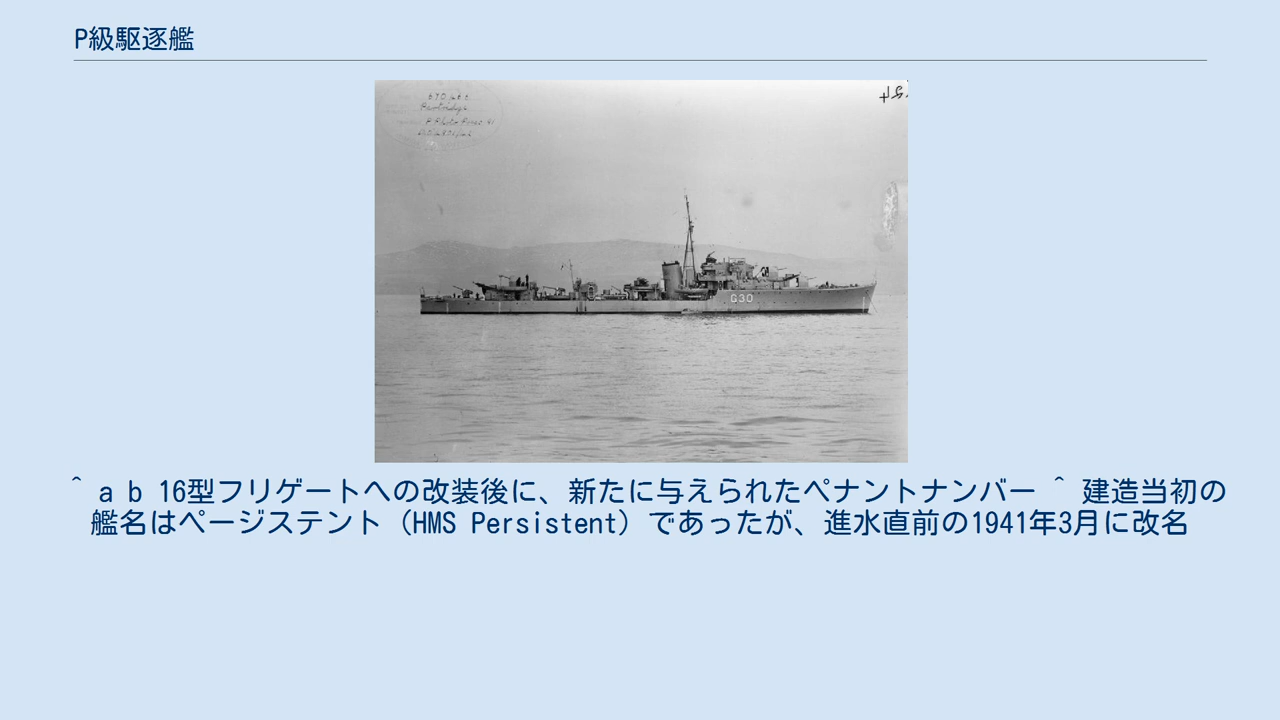 P級駆逐艦
G30
^ a b 16型フリゲートへの改装後に、新たに与えられたペナントナンバー ^ 建造当初の
艦名はページステント（HMS Persistent）であったが、進水直前の1941年3月に改名